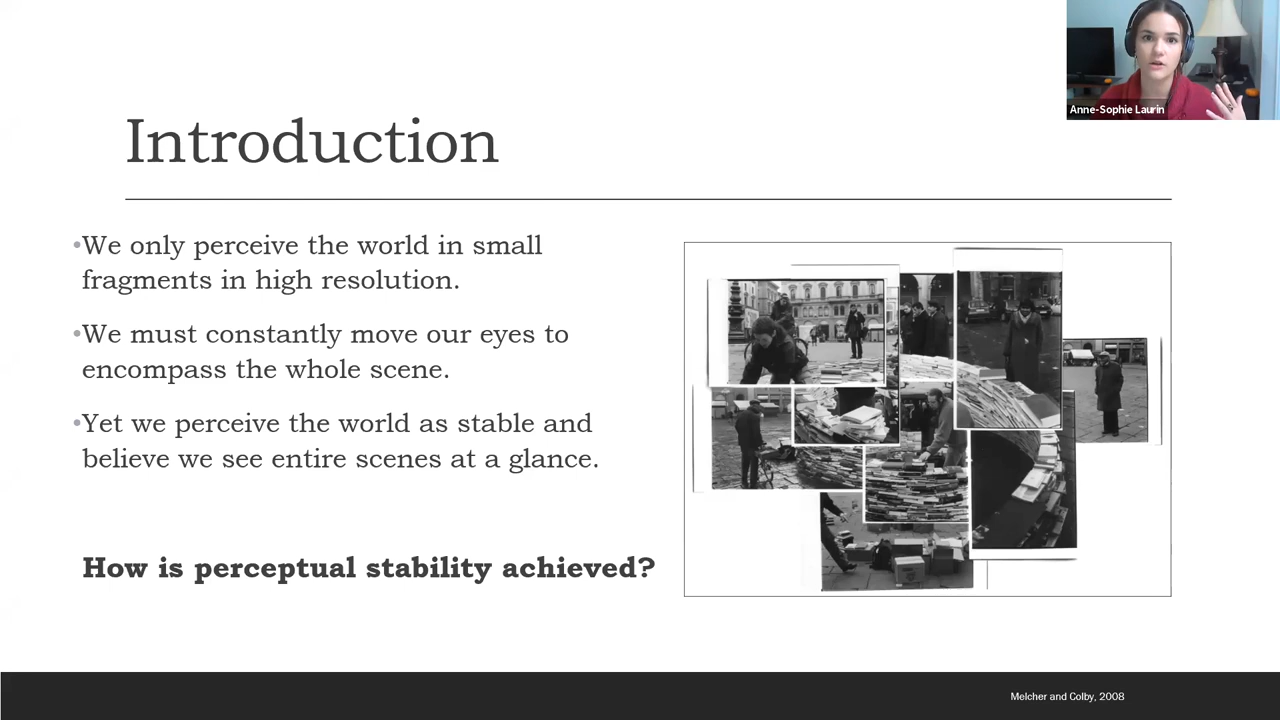 Anne-Sophie Laurin
Introduction
•We only perceive the world in small
fragments in high resolution.
•We must constantly move our eyes to
encompass the whole scene.
•Yet we perceive the world as stable and
believe we see entire scenes at a glance.
How is perceptual stability achieved?
Melcher and Colby, 2008